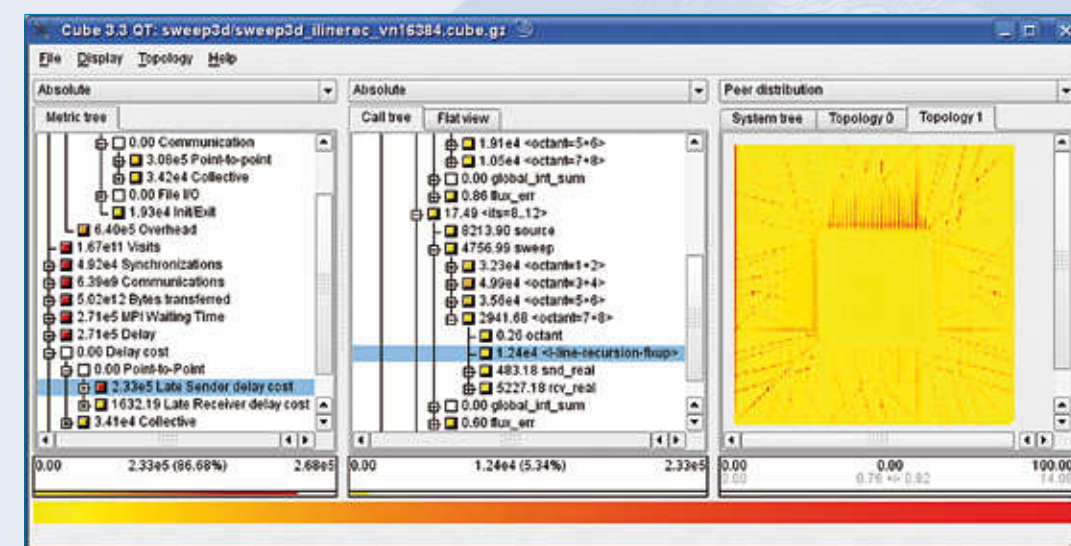 Cube 3.3 QT: sweep3d/sweep3d_ilinerec_vn16384.cube.gz
File Display Topology Help
Absolute
Metric tree
0.00 Communication
3.08e5 Point-to-point
3.42e4 Collective
0.00 File I/O
1.93e4 Init/Exit
6.40e5 Overhead
1.67e11 Visits
4.92e4 Synchronizations
6.39e9 Communications
5.02e12 Bytes transferred
2.71e5 MPI Waiting Time
2.71e5 Delay
0.00 Delay cost
0.00 Point-to-Point
2.33e5 Late Sender delay cost
1632.19 Late Receiver delay cost
3.41e4 Collective
0.00 2.33e5 (86.68%) 2.68e5
Absolute
Call tree Flat view
1.91e4 <octant=5+6>
1.05e4 <octant=7+8>
0.00 global_int_sum
0.86 flux_err
17.49 <its=8..12>
8213.90 source
4756.99 sweep
3.23e4 <octant=1+2>
4.99e4 <octant=3+4>
3.56e4 <octant=5+6>
2941.68 <octant=7+8>
0.26 octant
1.24e4 <i-line-recursion-fixup>
483.18 snd_real
5227.18 rcv_real
0.00 global_int_sum
0.60 flux_err
0.00 1.24e4 (5.34%) 2.33e5
Peer distribution
System tree Topology 0 Topology 1
0.00 0.00 100.00
0.00 0.76 +/- 0.82 14.06